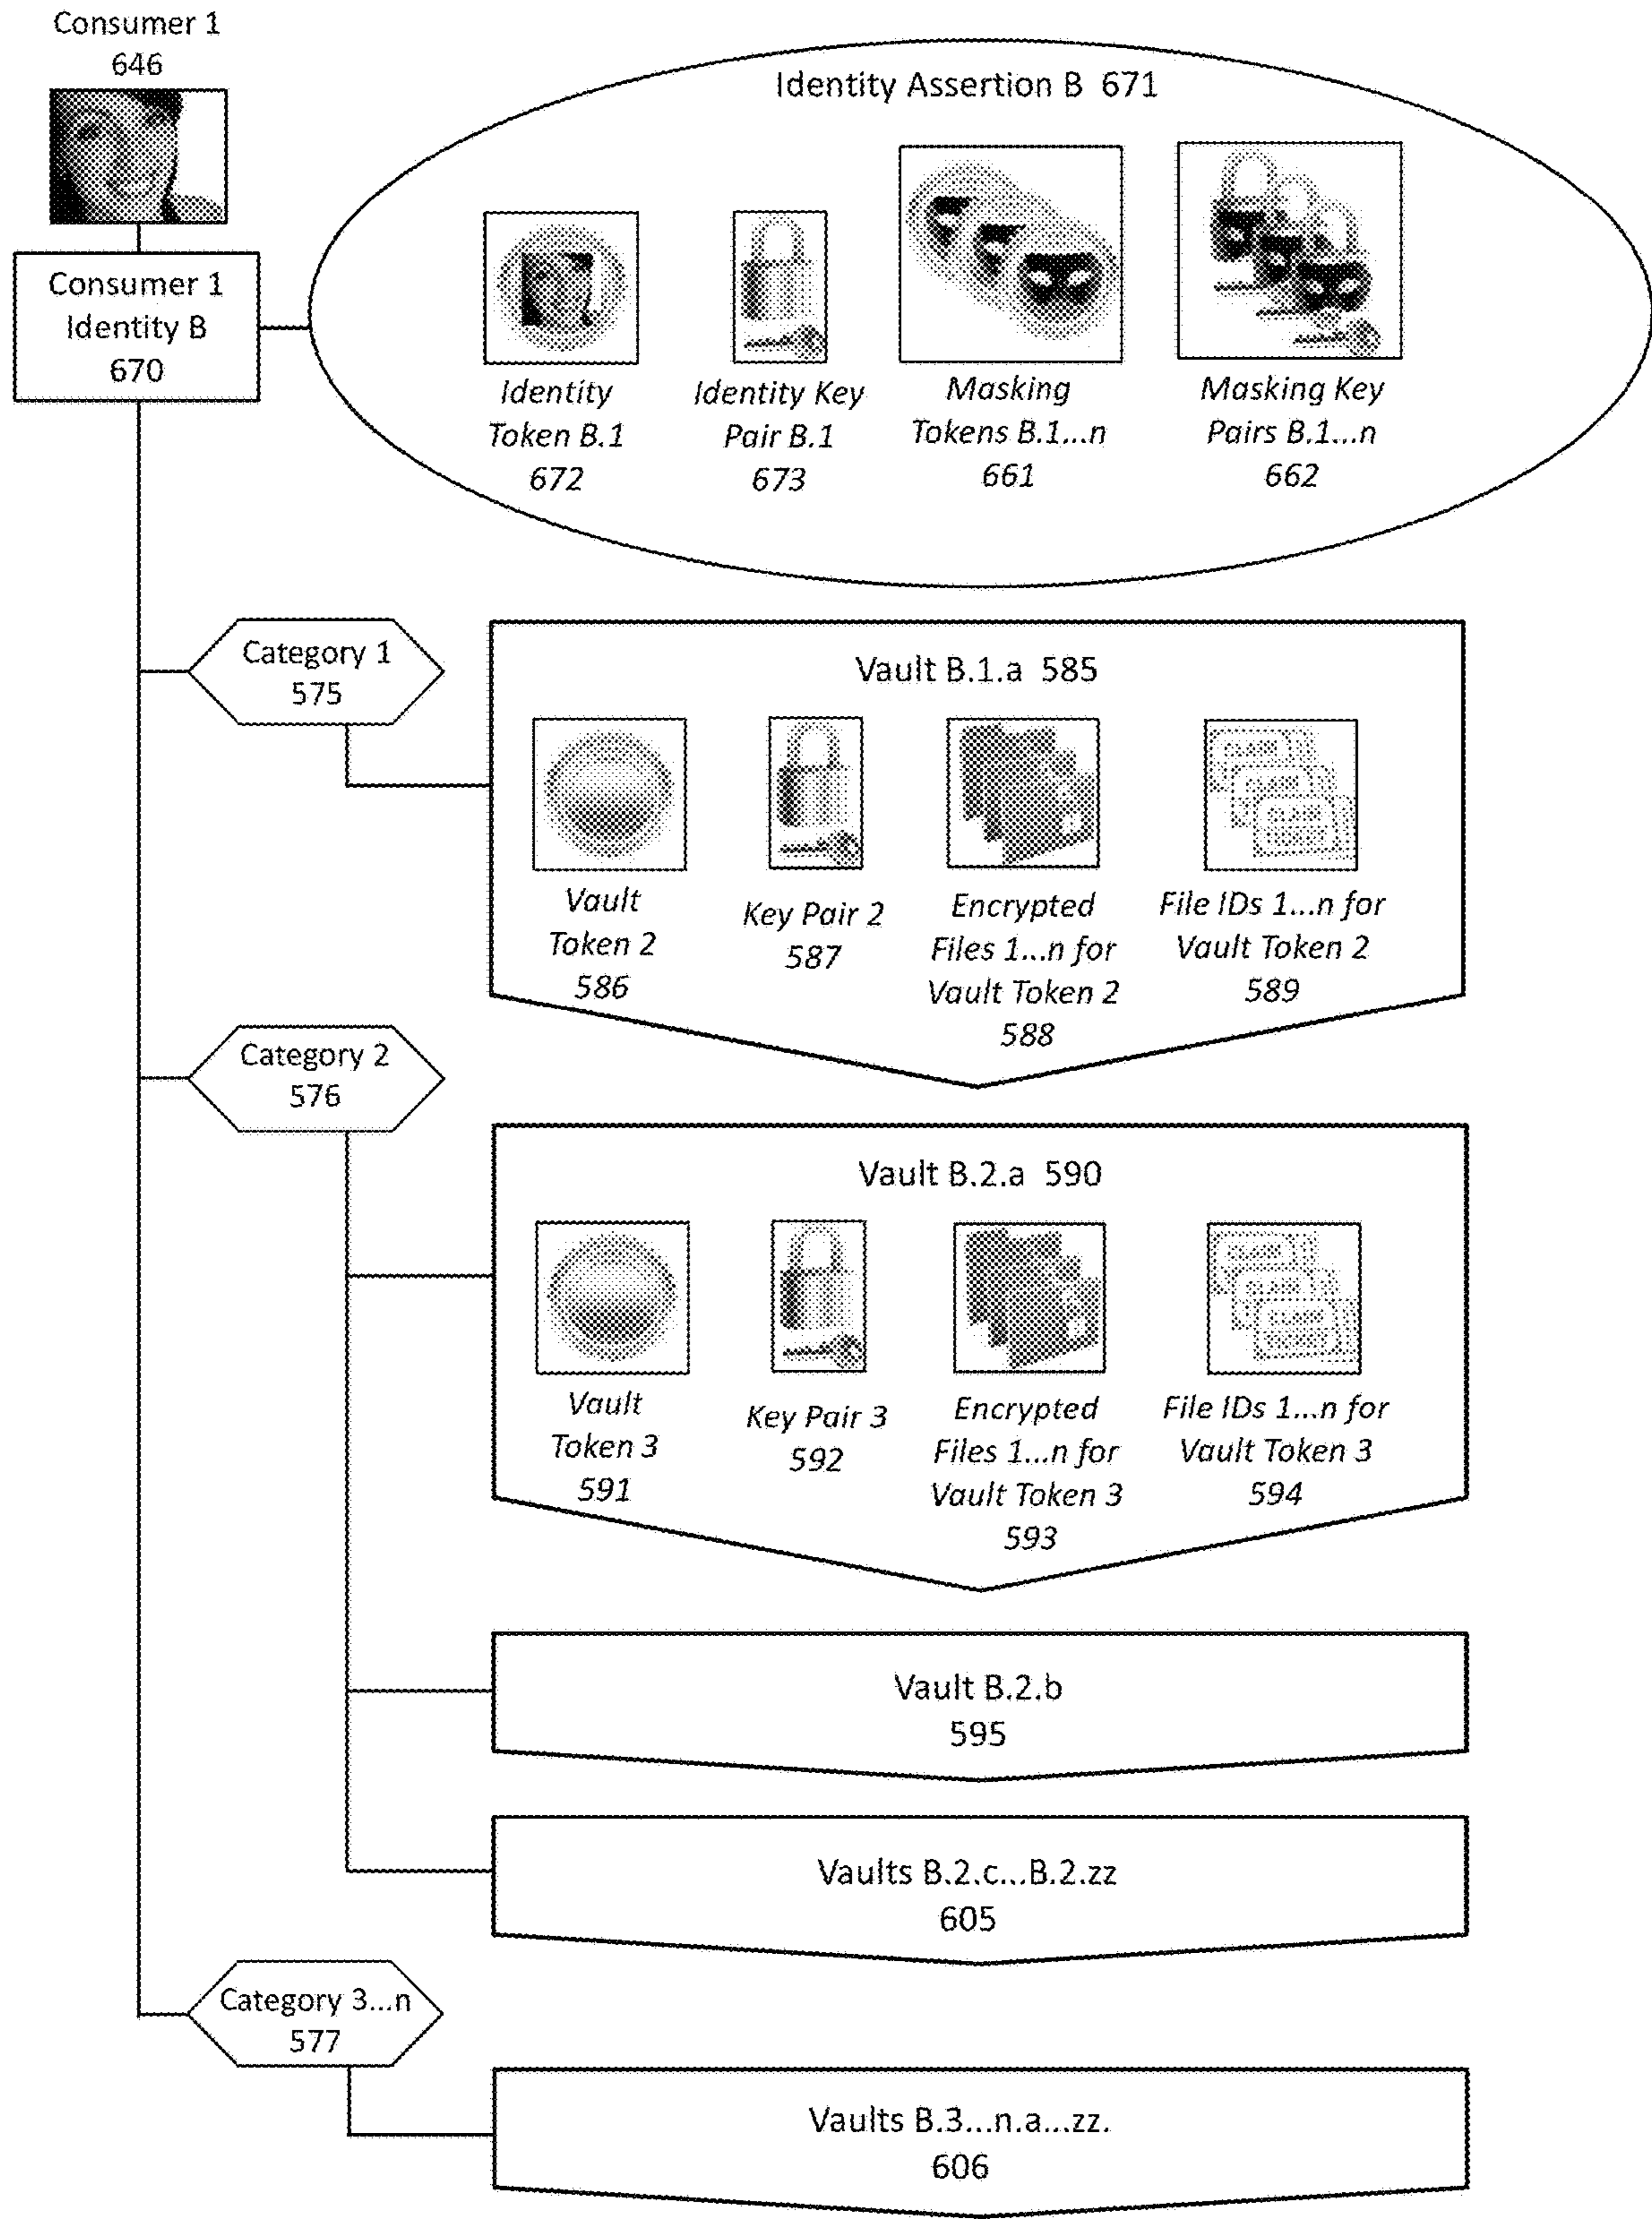 Consumer 1
646
Identity Assertion B 671
Consumer 1
Identity B
670
Identity
Token B.1
672
Identity Key
Pair B.1
673
Masking
Tokens B.1...n
661
Masking Key
Pairs B.1...n
662
Category 1
575
Vault B.1.a 585
Vault
Token 2
586
Key Pair 2
587
Encrypted
Files 1...n for
Vault Token 2
588
File IDs 1...n for
Vault Token 2
589
Category 2
576
Vault B.2.a 590
Vault
Token 3
591
Key Pair 3
592
Encrypted
Files 1...n for
Vault Token 3
593
File IDs 1...n for
Vault Token 3
594
Vault B.2.b
595
Vaults B.2.c...B.2.zz
605
Category 3...n
577
Vaults B.3...n.a...zz.
606